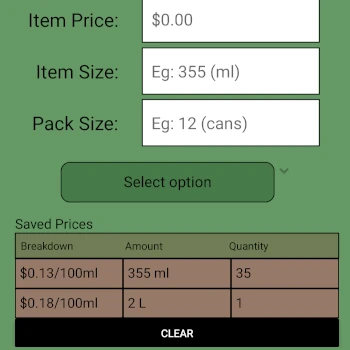 Item Price: $0.00
Item Size: Eg: 355 (ml)
Pack Size: Eg: 12 (cans)
Select option
Saved Prices
Breakdown Amount Quantity
$0.13/100ml 355 ml 35
$0.18/100ml 2 L 1
CLEAR